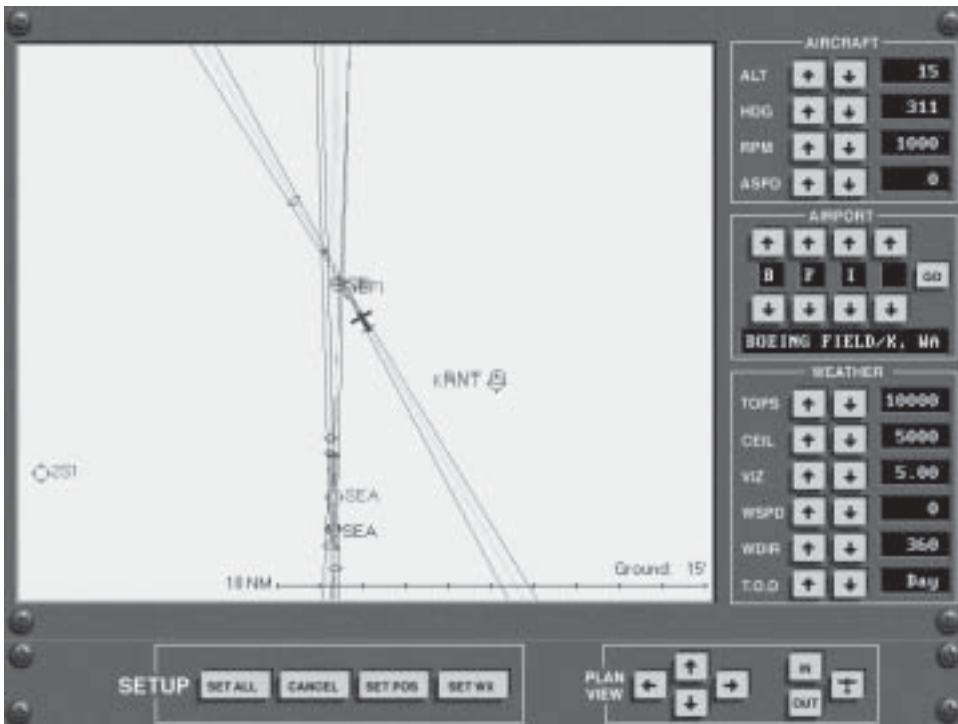 AIRCRAFT
ALT 15
HDG 311
RPM 1000
ASPD 0
AIRPORT
B F I GO
BOEING FIELD/K, WA
WEATHER
TOPS 10000
CEIL 5000
VIZ 5.00
WSPD 0
WDIR 360
T.O.D Day
KRNT
2S1
SEA
SEA
Ground: 15'
10 NM
SETUP SET ALL CANCEL SET POS SET WX
PLAN VIEW IN OUT